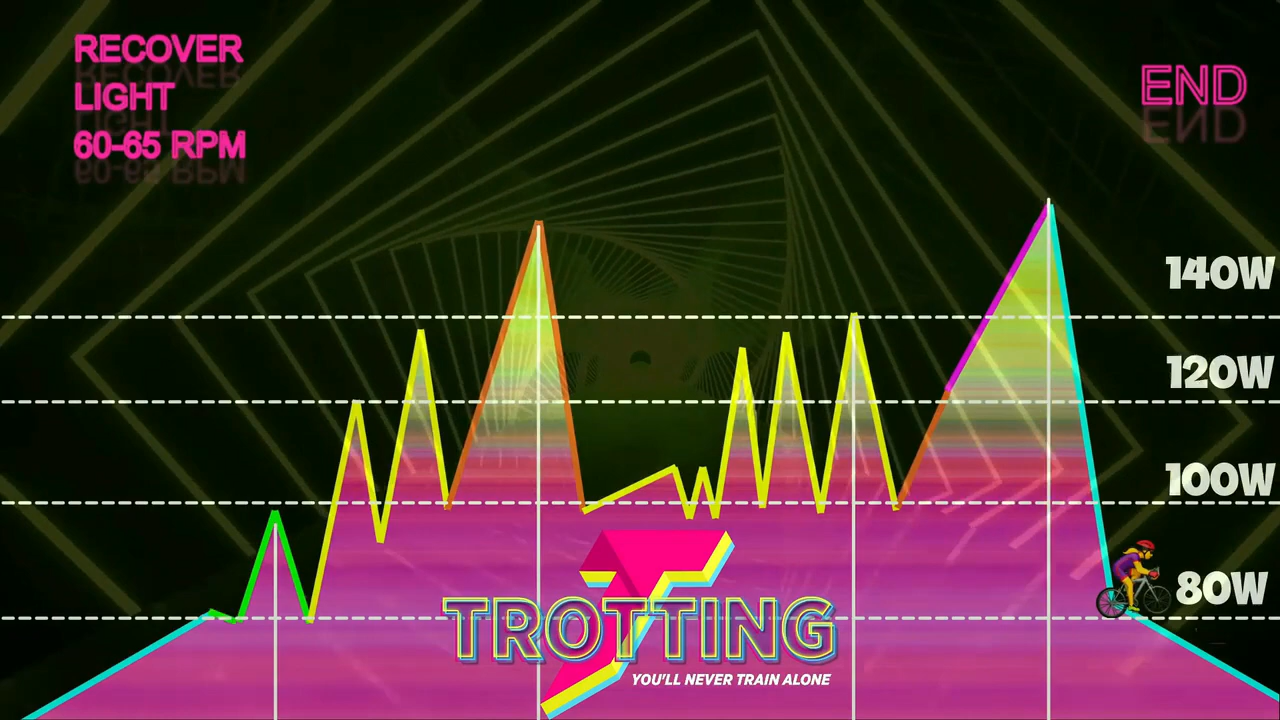 RECOVER
LIGHT
60-65 RPM
END
140W
120W
100W
80W
TROTTING
YOU'LL NEVER TRAIN ALONE